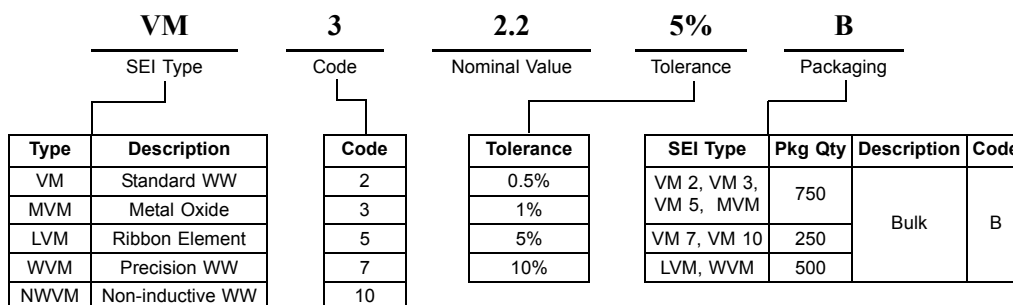 VM 3 2.2 5% B
SEI Type Code Nominal Value Tolerance Packaging
Type Description Code Tolerance SEI Type Pkg Qty Description Code
VM Standard WW 2 0.5% VM 2, VM 3,
VM 5, MVM 750 Bulk B
MVM Metal Oxide 3 1%
LVM Ribbon Element 5 5% VM 7, VM 10 250
WVM Precision WW 7 10% LVM, WVM 500
NWVM Non-inductive WW 10